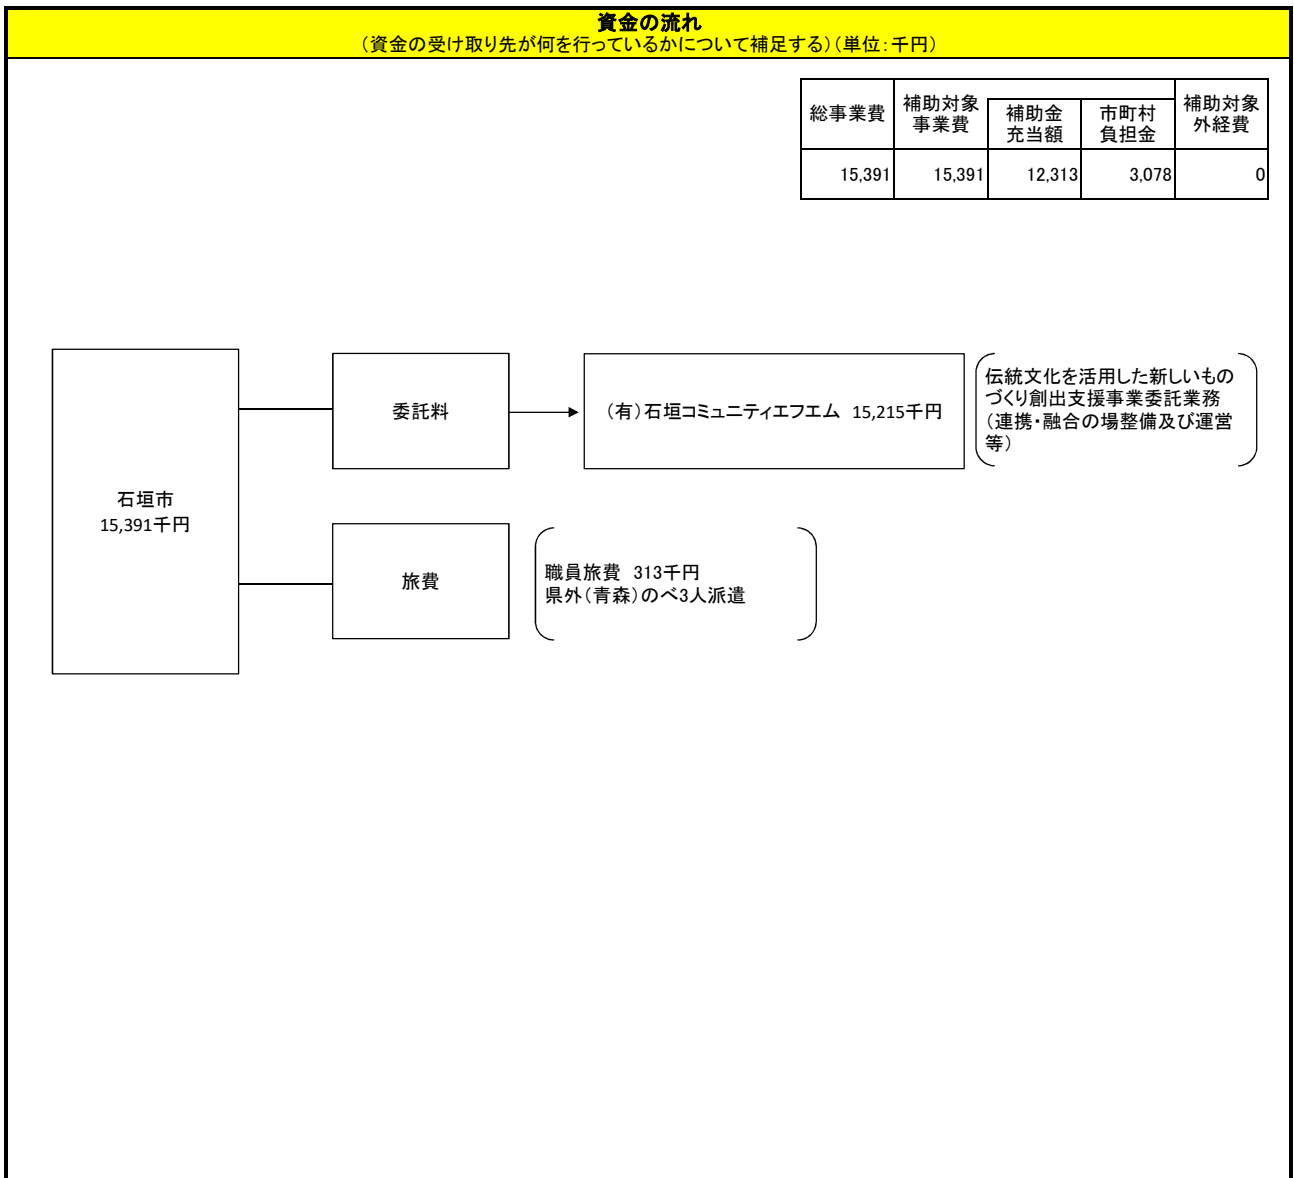 資金の流れ
（資金の受け取り先が何を行っているかについて補足する）（単位：千円）
総事業費 補助対象事業費 補助金充当額 市町村負担金 補助対象外経費
15,391 15,391 12,313 3,078 0
石垣市
15,391千円
委託料
（有）石垣コミュニティエフエム 15,215千円
伝統文化を活用した新しいもの
づくり創出支援事業委託業務
（連携・融合の場整備及び運営
等）
旅費
職員旅費 313千円
県外（青森）のべ3人派遣